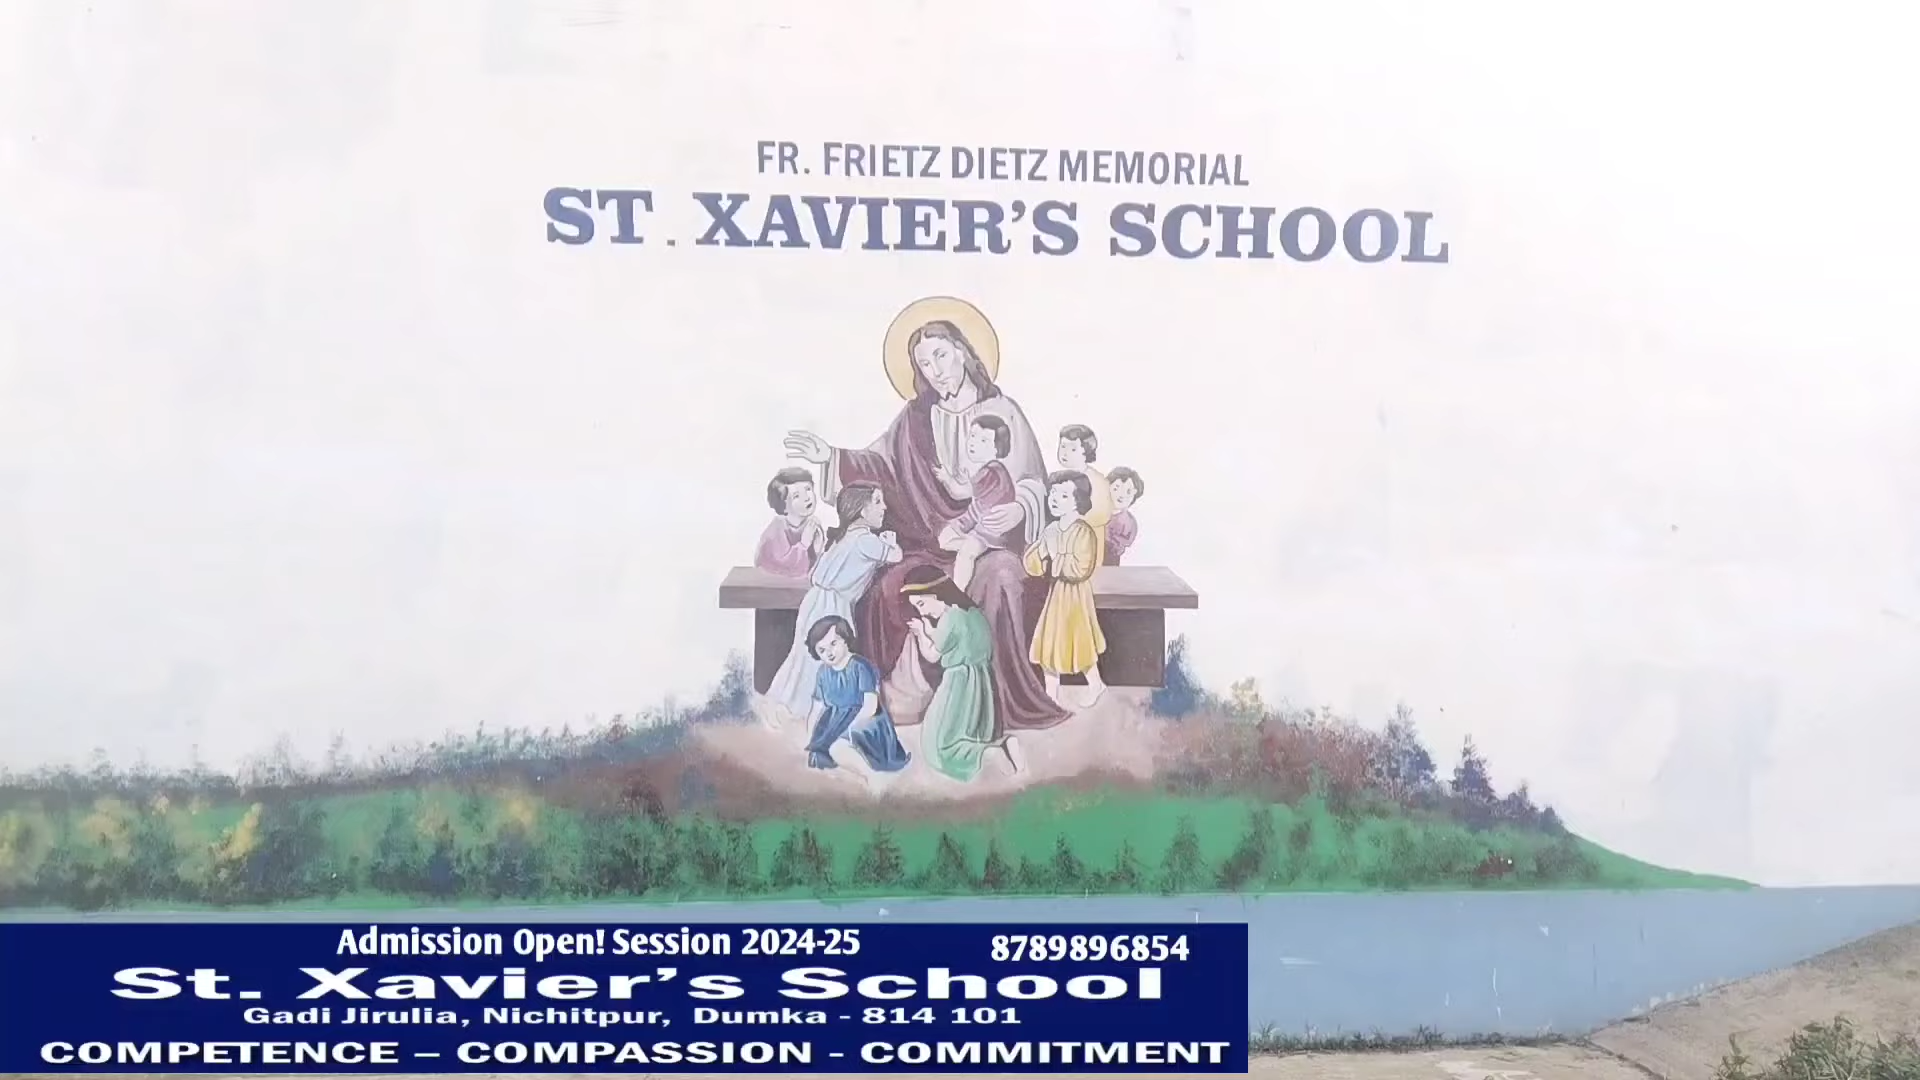 FR. FRIETZ DIETZ MEMORIAL
ST. XAVIER'S SCHOOL
Admission Open! Session 2024-25 8789896854
St. Xavier's School
Gadi Jirulia, Nichitpur, Dumka - 814 101
COMPETENCE – COMPASSION - COMMITMENT